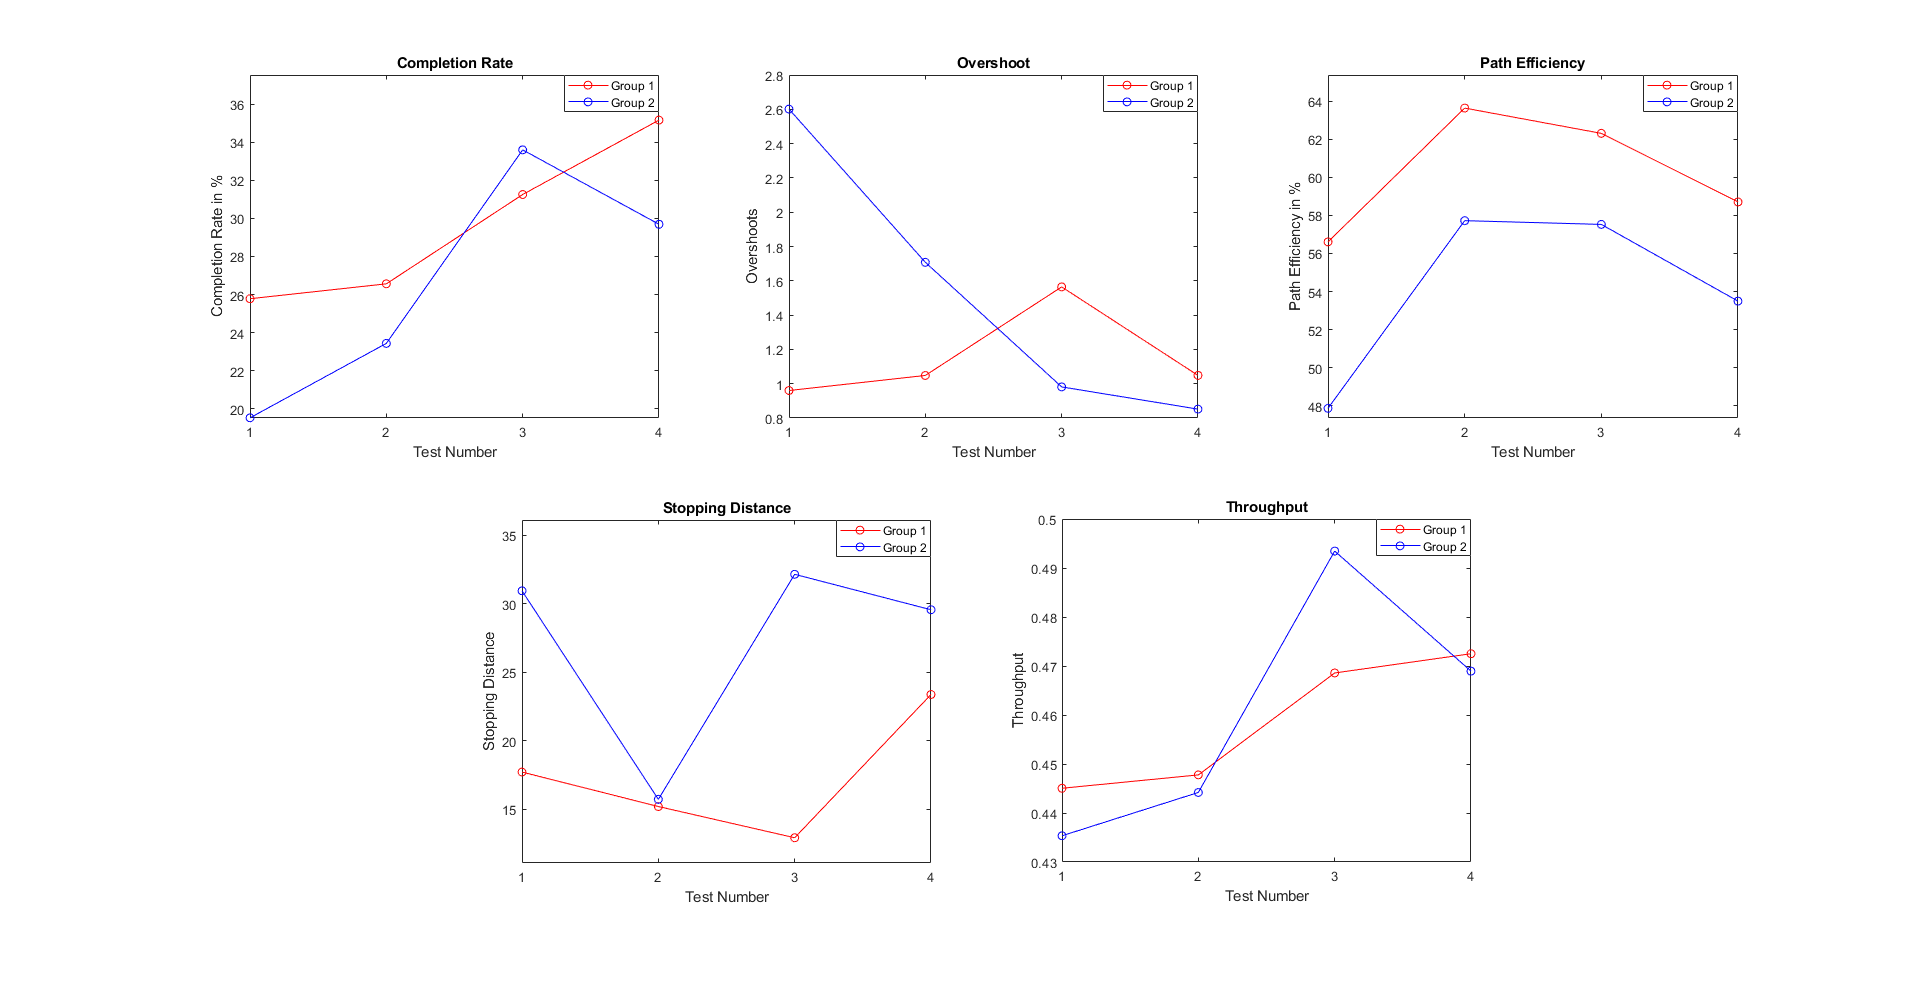 Completion Rate
Group 1
Group 2
36
34
32
30
28
26
24
22
20
Completion Rate in %
1 2 3 4
Test Number
Overshoot
Group 1
Group 2
2.8
2.6
2.4
2.2
2
1.8
1.6
1.4
1.2
1
0.8
Overshoots
1 2 3 4
Test Number
Path Efficiency
Group 1
Group 2
64
62
60
58
56
54
52
50
48
Path Efficiency in %
1 2 3 4
Test Number
Stopping Distance
Group 1
Group 2
35
30
25
20
15
Stopping Distance
1 2 3 4
Test Number
Throughput
Group 1
Group 2
0.5
0.49
0.48
0.47
0.46
0.45
0.44
0.43
Throughput
1 2 3 4
Test Number